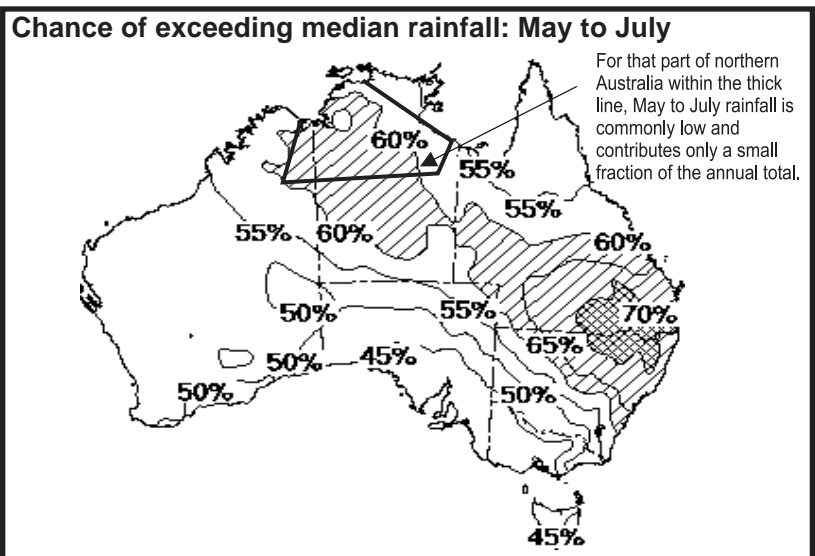 Chance of exceeding median rainfall: May to July
For that part of northern
Australia within the thick
line, May to July rainfall is
commonly low and
contributes only a small
fraction of the annual total.
60%
55%
55%
55%
60%
60%
50%
55%
70%
65%
50%
45%
50%
50%
45%